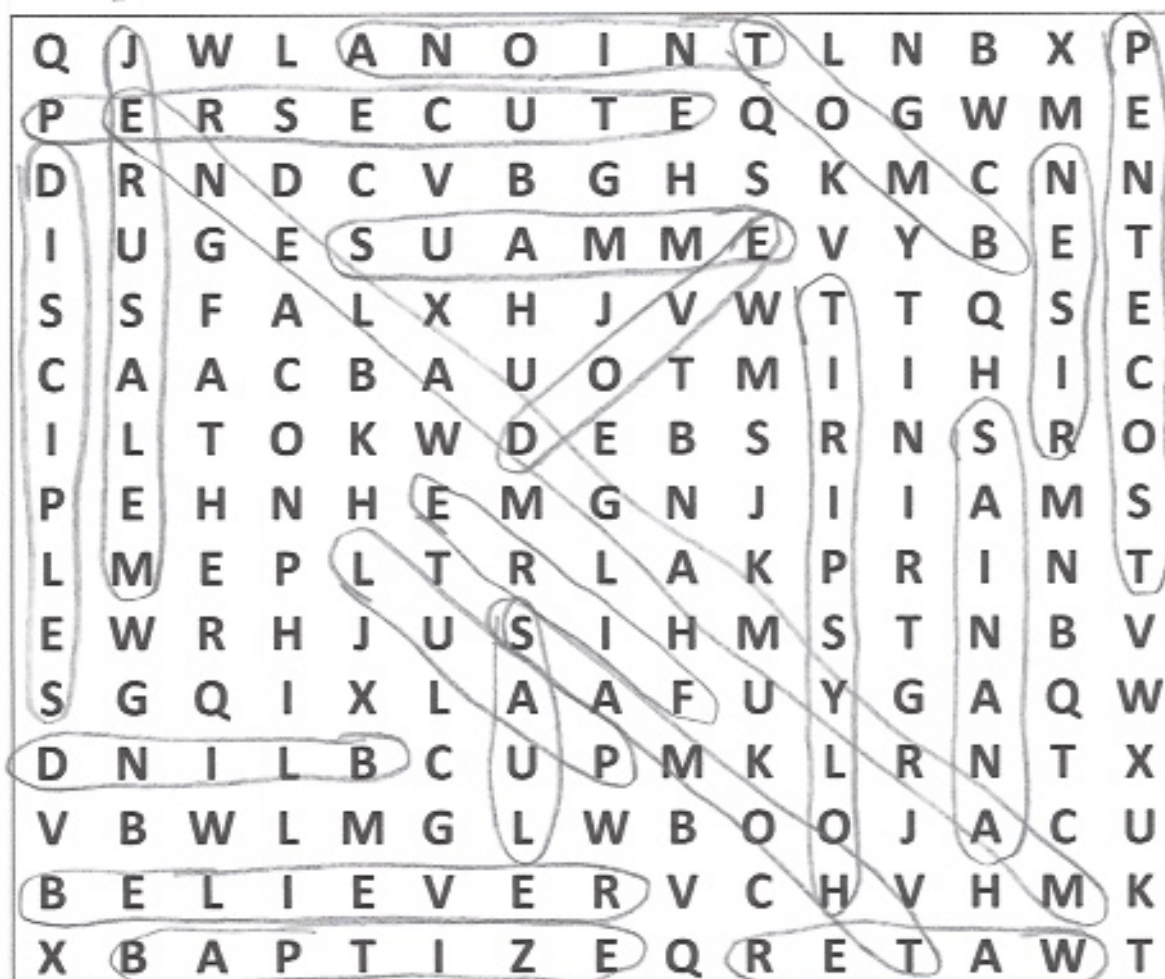 Q J W L A N O I N T L N B X P
P E R S E C U T E Q O G W M E
D R N D C V B G H S K M C N N
I U G E S U A M M E V Y B E T
S S F A L X H J V W T T Q S E
C A A C B A U O T M I I H I C
I L T O K W D E B S R N S R O
P E H N H E M G N J I I A M S
L M E P L T R L A K P R I N T
E W R H J U S I H M S T N B V
S G Q I X L A A F U Y G A Q W
D N I L B C U P M K L R N T X
V B W L M G L W B O O J A C U
B E L I E V E R V C H V H M K
X B A P T I Z E Q R E T A W T